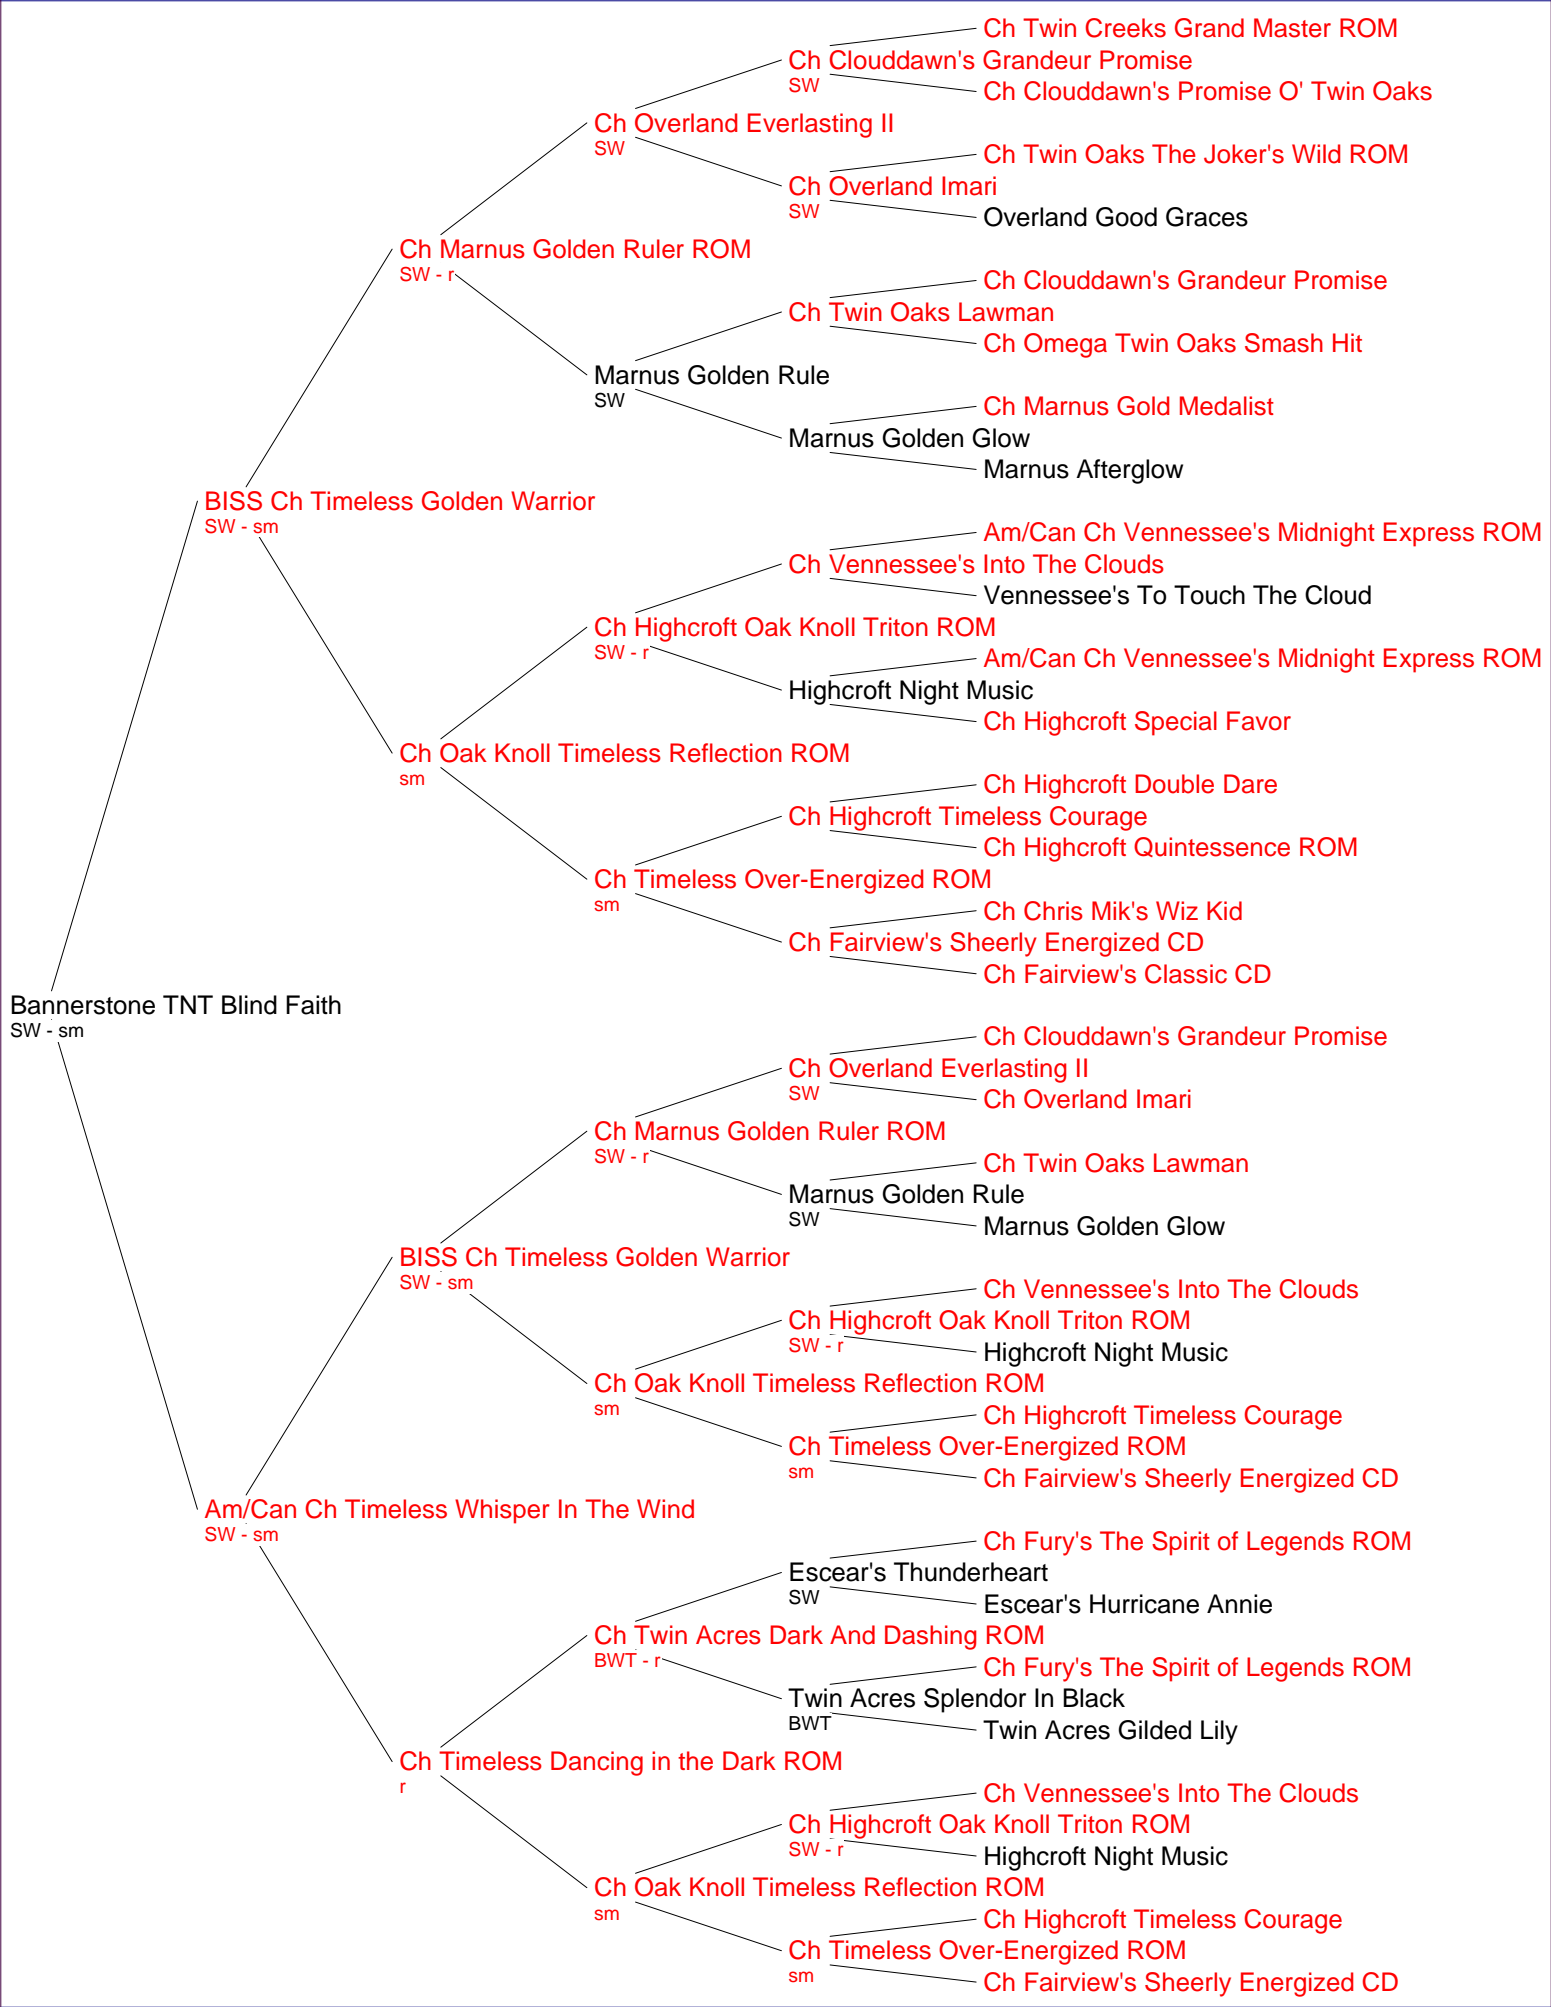 Ch Twin Creeks Grand Master ROM
Ch Clouddawn's Grandeur Promise
SW
Ch Clouddawn's Promise O' Twin Oaks
Ch Overland Everlasting II
SW
Ch Twin Oaks The Joker's Wild ROM
Ch Overland Imari
SW
Overland Good Graces
Ch Marnus Golden Ruler ROM
SW - r
Ch Clouddawn's Grandeur Promise
Ch Twin Oaks Lawman
Ch Omega Twin Oaks Smash Hit
Marnus Golden Rule
SW
Ch Marnus Gold Medalist
Marnus Golden Glow
Marnus Afterglow
BISS Ch Timeless Golden Warrior
SW - sm
Am/Can Ch Vennessee's Midnight Express ROM
Ch Vennessee's Into The Clouds
Vennessee's To Touch The Cloud
Ch Highcroft Oak Knoll Triton ROM
SW - r
Am/Can Ch Vennessee's Midnight Express ROM
Highcroft Night Music
Ch Highcroft Special Favor
Ch Oak Knoll Timeless Reflection ROM
sm
Ch Highcroft Double Dare
Ch Highcroft Timeless Courage
Ch Highcroft Quintessence ROM
Ch Timeless Over-Energized ROM
sm
Ch Chris Mik's Wiz Kid
Ch Fairview's Sheerly Energized CD
Ch Fairview's Classic CD
Bannerstone TNT Blind Faith
SW - sm
Ch Clouddawn's Grandeur Promise
Ch Overland Everlasting II
SW
Ch Overland Imari
Ch Marnus Golden Ruler ROM
SW - r
Ch Twin Oaks Lawman
Marnus Golden Rule
SW
Marnus Golden Glow
BISS Ch Timeless Golden Warrior
SW - sm
Ch Vennessee's Into The Clouds
Ch Highcroft Oak Knoll Triton ROM
SW - r
Highcroft Night Music
Ch Oak Knoll Timeless Reflection ROM
sm
Ch Highcroft Timeless Courage
Ch Timeless Over-Energized ROM
sm
Ch Fairview's Sheerly Energized CD
Am/Can Ch Timeless Whisper In The Wind
SW - sm
Ch Fury's The Spirit of Legends ROM
Escear's Thunderheart
SW
Escear's Hurricane Annie
Ch Twin Acres Dark And Dashing ROM
BWT - r
Ch Fury's The Spirit of Legends ROM
Twin Acres Splendor In Black
BWT
Twin Acres Gilded Lily
Ch Timeless Dancing in the Dark ROM
r
Ch Vennessee's Into The Clouds
Ch Highcroft Oak Knoll Triton ROM
SW - r
Highcroft Night Music
Ch Oak Knoll Timeless Reflection ROM
sm
Ch Highcroft Timeless Courage
Ch Timeless Over-Energized ROM
sm
Ch Fairview's Sheerly Energized CD